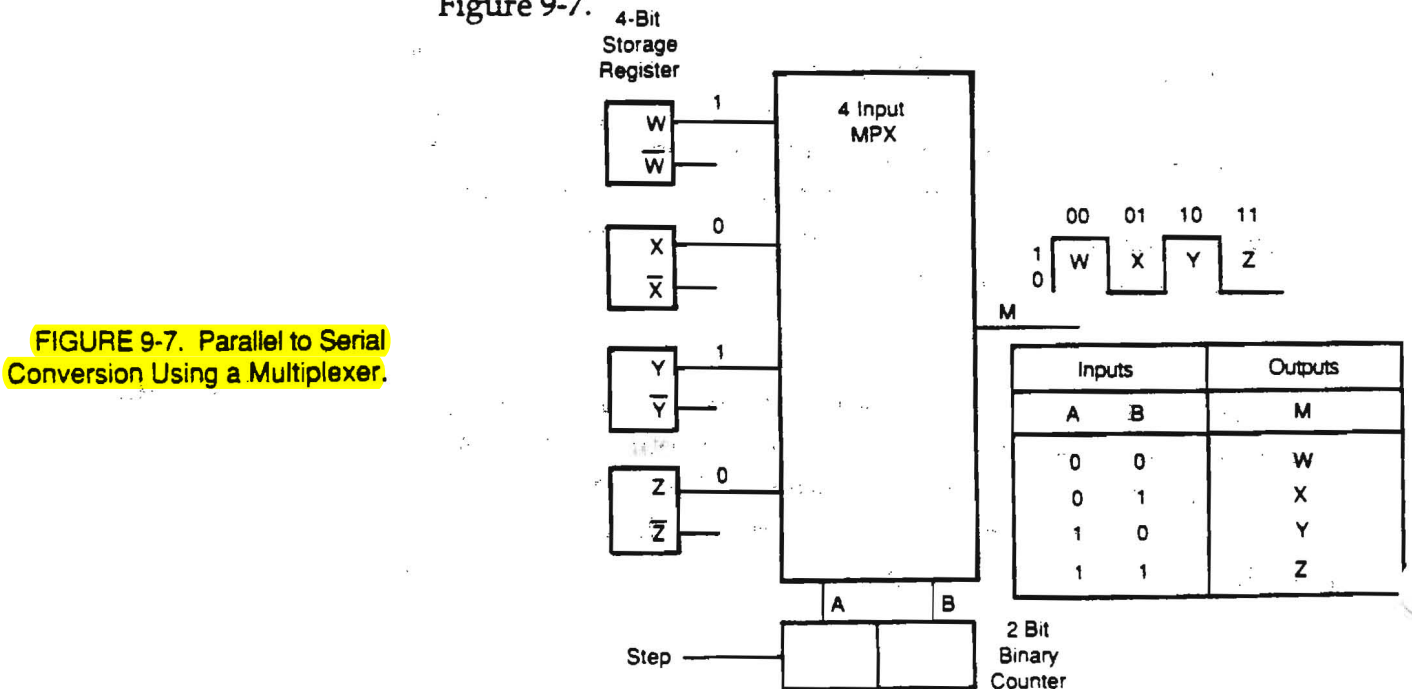 Figure 9-7.
4-Bit
Storage
Register
W
W̅
1
X
X̅
0
Y
Y̅
1
Z
Z̅
0
4 Input
MPX
A B
Step
2 Bit
Binary
Counter
M
00 01 10 11
1
0
W X Y Z
Inputs Outputs
A B M
0 0 W
0 1 X
1 0 Y
1 1 Z
FIGURE 9-7. Parallel to Serial
Conversion Using a Multiplexer.